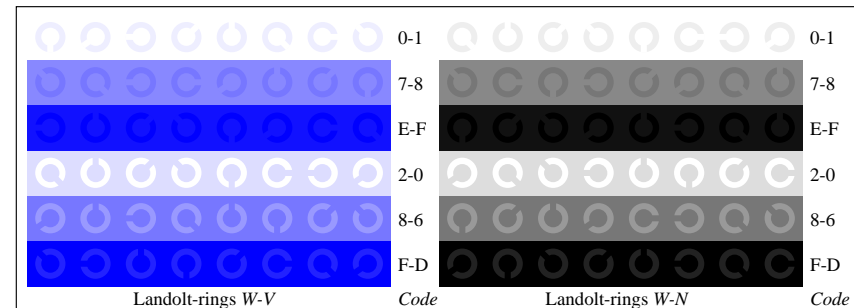 0-1 0-1
7-8 7-8
E-F E-F
2-0 2-0
8-6 8-6
F-D F-D
Landolt-rings W-V Code Landolt-rings W-N Code